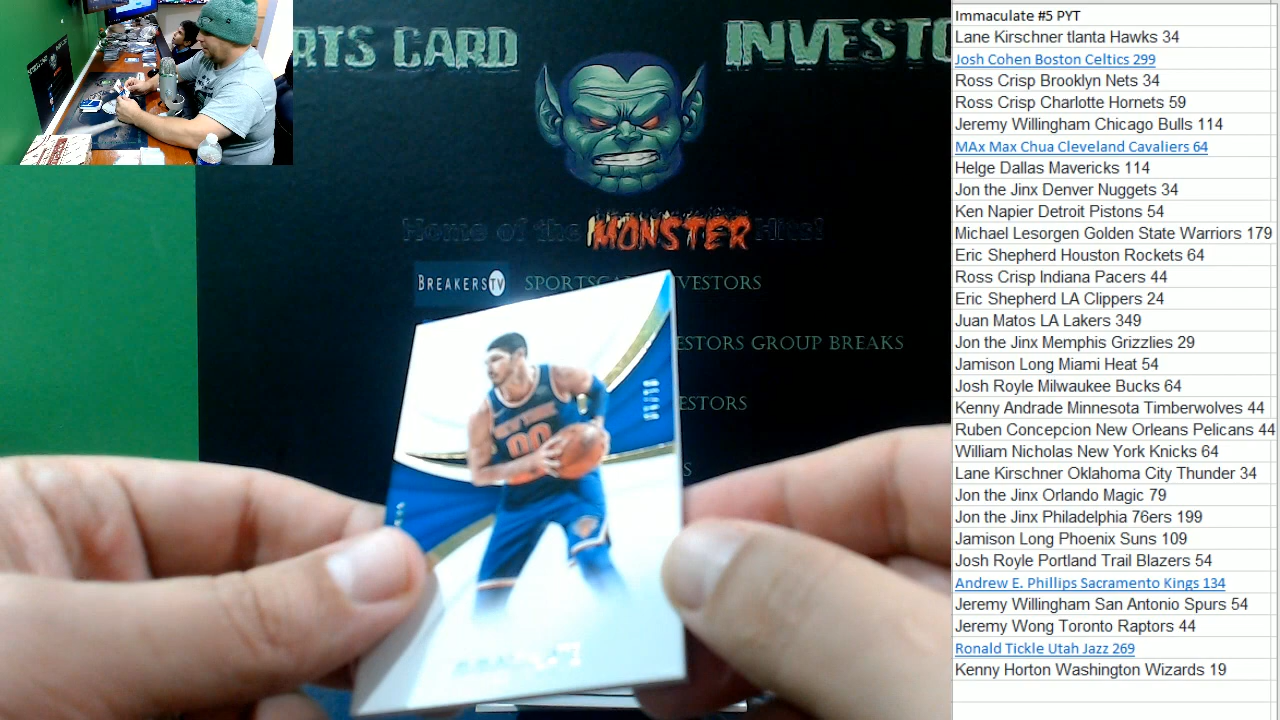 RTS CARD INVESTO
Home of the MONSTER Hits!
BREAKERSTV SPORTSCA VESTORS
ESTORS GROUP BREAKS
ESTORS
S
NEW YORK
00
Immaculate #5 PYT
Lane Kirschner tlanta Hawks 34
Josh Cohen Boston Celtics 299
Ross Crisp Brooklyn Nets 34
Ross Crisp Charlotte Hornets 59
Jeremy Willingham Chicago Bulls 114
MAx Max Chua Cleveland Cavaliers 64
Helge Dallas Mavericks 114
Jon the Jinx Denver Nuggets 34
Ken Napier Detroit Pistons 54
Michael Lesorgen Golden State Warriors 179
Eric Shepherd Houston Rockets 64
Ross Crisp Indiana Pacers 44
Eric Shepherd LA Clippers 24
Juan Matos LA Lakers 349
Jon the Jinx Memphis Grizzlies 29
Jamison Long Miami Heat 54
Josh Royle Milwaukee Bucks 64
Kenny Andrade Minnesota Timberwolves 44
Ruben Concepcion New Orleans Pelicans 44
William Nicholas New York Knicks 64
Lane Kirschner Oklahoma City Thunder 34
Jon the Jinx Orlando Magic 79
Jon the Jinx Philadelphia 76ers 199
Jamison Long Phoenix Suns 109
Josh Royle Portland Trail Blazers 54
Andrew E. Phillips Sacramento Kings 134
Jeremy Willingham San Antonio Spurs 54
Jeremy Wong Toronto Raptors 44
Ronald Tickle Utah Jazz 269
Kenny Horton Washington Wizards 19